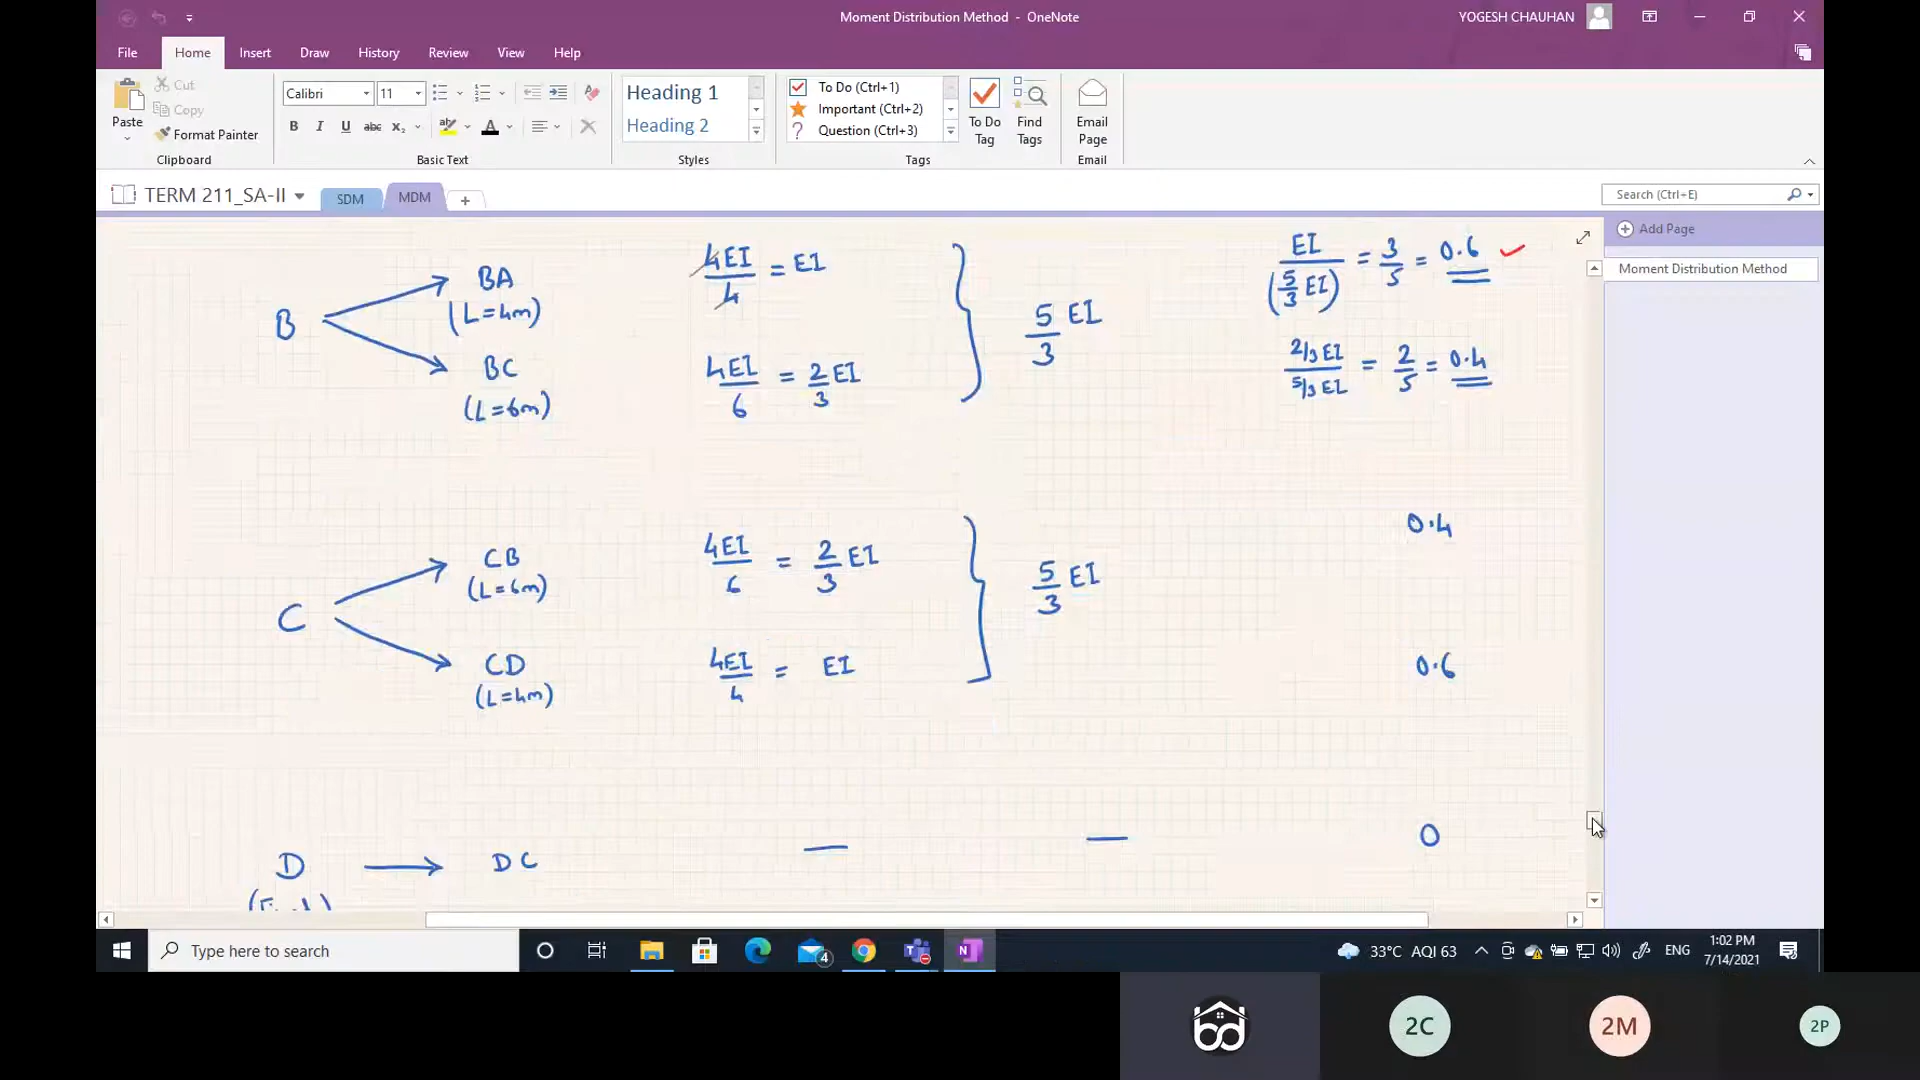 Moment Distribution Method - OneNote
YOGESH CHAUHAN
File Home Insert Draw History Review View Help
Paste
Cut
Copy
Format Painter
Clipboard
Calibri 11
B I U abc x₂ A
Basic Text
Heading 1
Heading 2
Styles
To Do (Ctrl+1)
Important (Ctrl+2)
Question (Ctrl+3)
To Do Tag
Find Tags
Tags
Email Page
Email
TERM 211_SA-II SDM MDM +
Search (Ctrl+E)
Add Page
Moment Distribution Method
B
BA
(L=4m)
4EI/4 = EI
BC
(L=6m)
4EI/6 = 2/3 EI
5/3 EI
EI/(5/3 EI) = 3/5 = 0.6
2/3 EI / 5/3 EI = 2/5 = 0.4
C
CB
(L=6m)
4EI/6 = 2/3 EI
CD
(L=4m)
4EI/4 = EI
5/3 EI
0.4
0.6
D
DC
— — 0
Type here to search
4
33°C AQI 63
ENG
1:02 PM
7/14/2021
2C
2M
2P